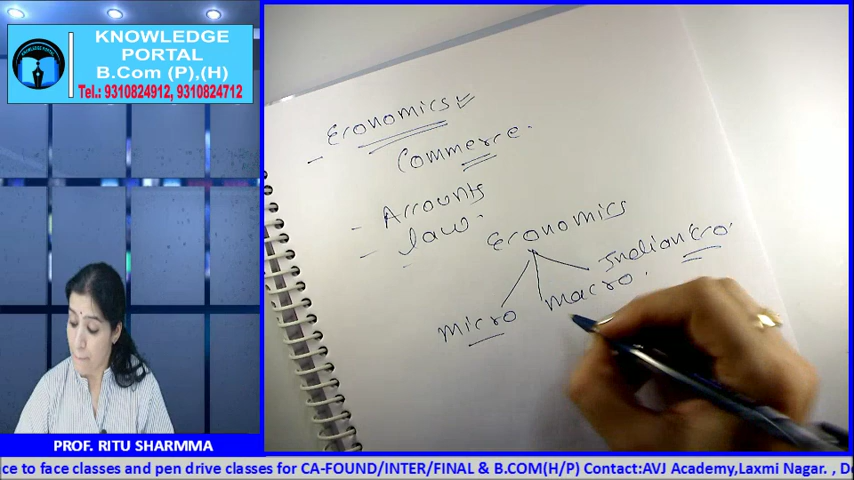 KNOWLEDGE
PORTAL
B.Com (P),(H)
Tel.: 9310824912, 9310824712
Economics
Commerce.
- Accounts
- law.
Economics
micro
macro.
Indian Eco.
PROF. RITU SHARMMA
ce to face classes and pen drive classes for CA-FOUND/INTER/FINAL & B.COM(H/P) Contact:AVJ Academy,Laxmi Nagar. , De